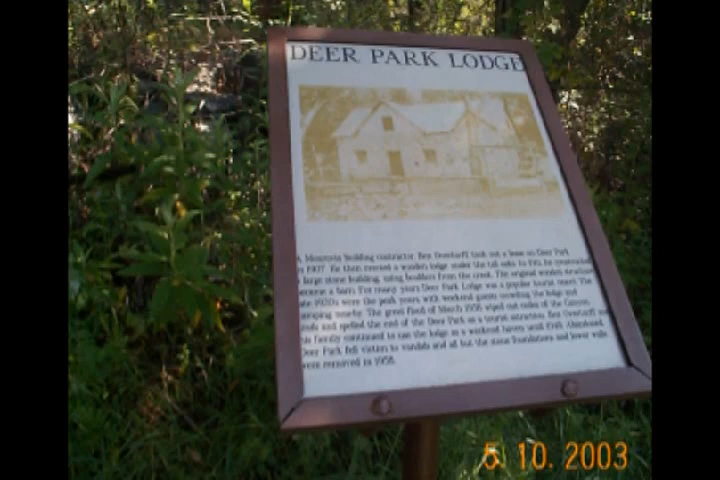 DEER PARK LODGE
A Mountain Building contractor, Ben Overturff took out a lease on Deer Park
in 1907. He then erected a wooden lodge under the tall oaks. In 1911, he constructed
a large stone building, using boulders from the creek. The original wooden structure
became a barn. For many years Deer Park Lodge was a popular tourist resort. The
late 1920's were the peak years with weekend guests crowding the lodge and
camping nearby. The great flood of March 1938 wiped out miles of the Canyon
and spelled the end of the Deer Park as a tourist attraction. Ben Overturff and
his family continued to use the lodge as a weekend haven until 1948. Abandoned,
Deer Park fell victim to vandals and all but the stone foundations and lower walls
were removed in 1958.
5. 10. 2003